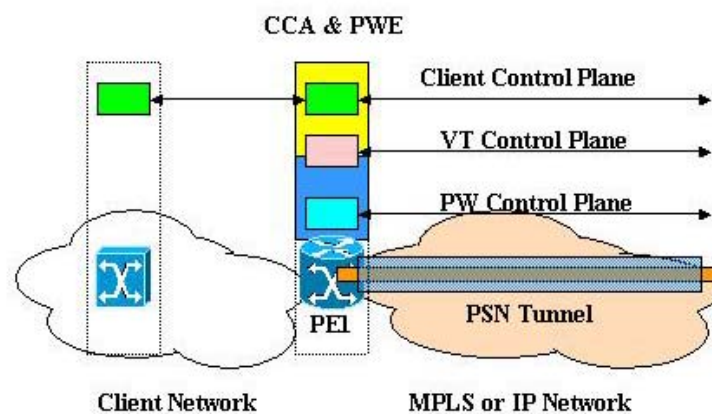 CCA & PWE
Client Control Plane
VT Control Plane
PW Control Plane
PE1
PSN Tunnel
Client Network
MPLS or IP Network